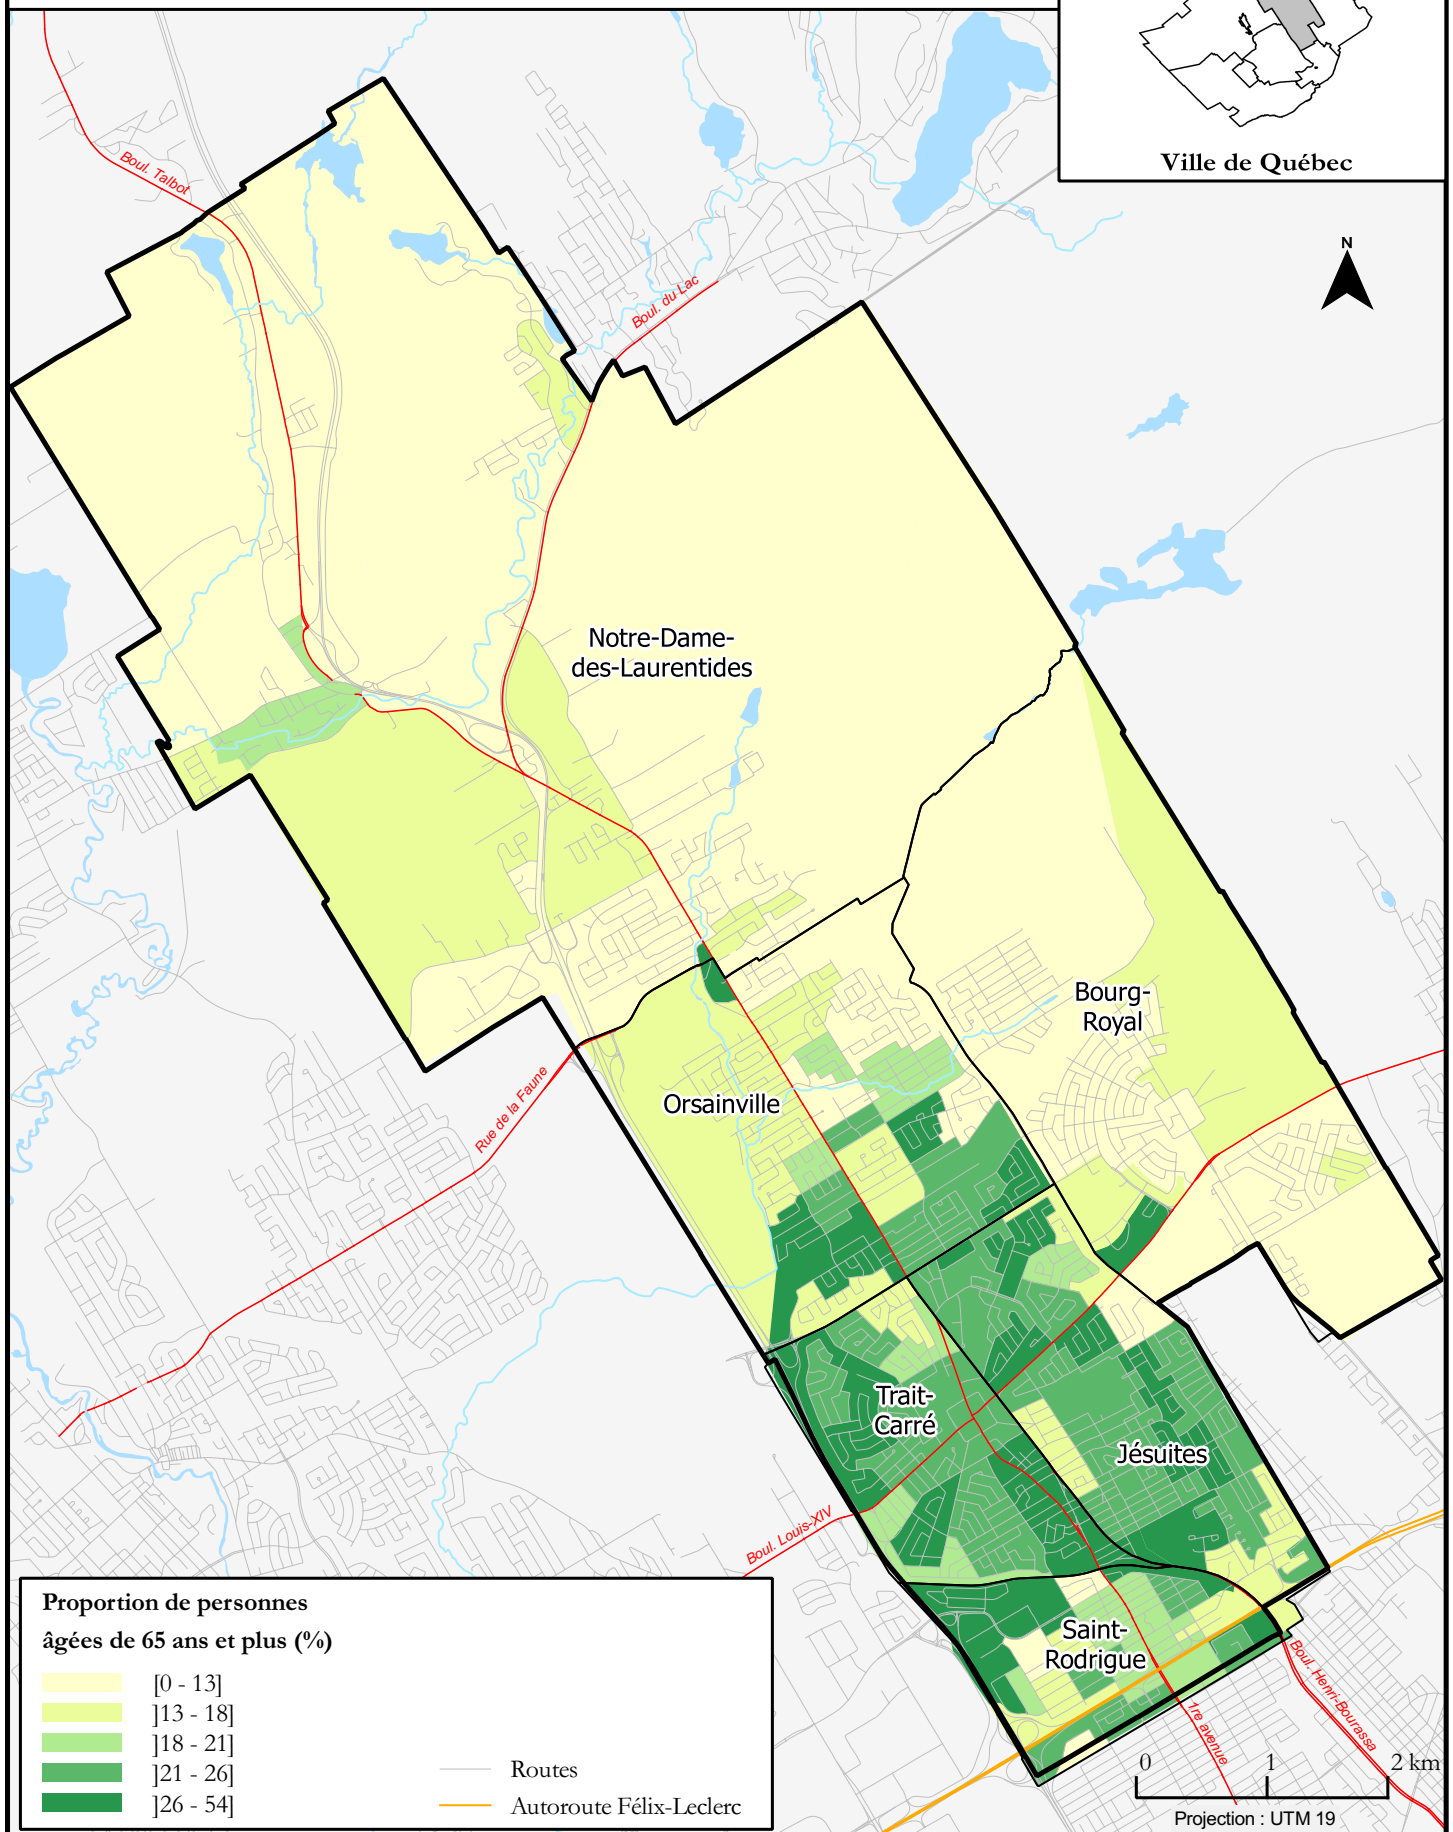 Ville de Québec
N
Boul. Talbot
Boul. du Lac
Notre-Dame-
des-Laurentides
Bourg-
Royal
Orsainville
Rue de la Faune
Trait-
Carré
Jésuites
Boul. Louis-XIV
Saint-
Rodrigue
Boul. Henri-Bourassa
1re avenue
Proportion de personnes
âgées de 65 ans et plus (%)
[0 - 13]
]13 - 18]
]18 - 21]
]21 - 26]
]26 - 54]
Routes
Autoroute Félix-Leclerc
0 1 2 km
Projection : UTM 19